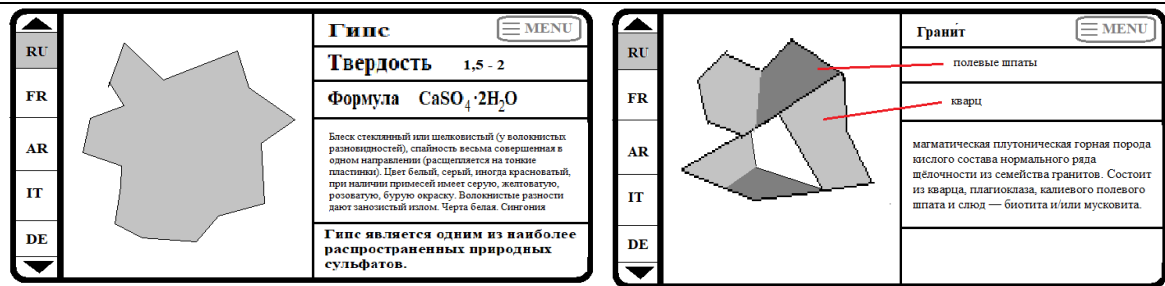 RU
FR
AR
IT
DE
Гипс
MENU
Твердость 1,5 - 2
Формула CaSO₄·2H₂O
Блеск стеклянный или шелковистый (у волокнистых
разновидностей), спайность весьма совершенная в
одном направлении (расщепляется на тонкие
пластинки). Цвет белый, серый, иногда красноватый,
при наличии примесей имеет серую, желтоватую,
розоватую, бурую окраску. Волокнистые разности
дают занозистый излом. Черта белая. Сингония
Гипс является одним из наиболее
распространенных природных
сульфатов.
RU
FR
AR
IT
DE
Грани́т
MENU
полевые шпаты
кварц
магматическая плутоническая горная порода
кислого состава нормального ряда
щёлочности из семейства гранитов. Состоит
из кварца, плагиоклаза, калиевого полевого
шпата и слюд — биотита и/или мусковита.